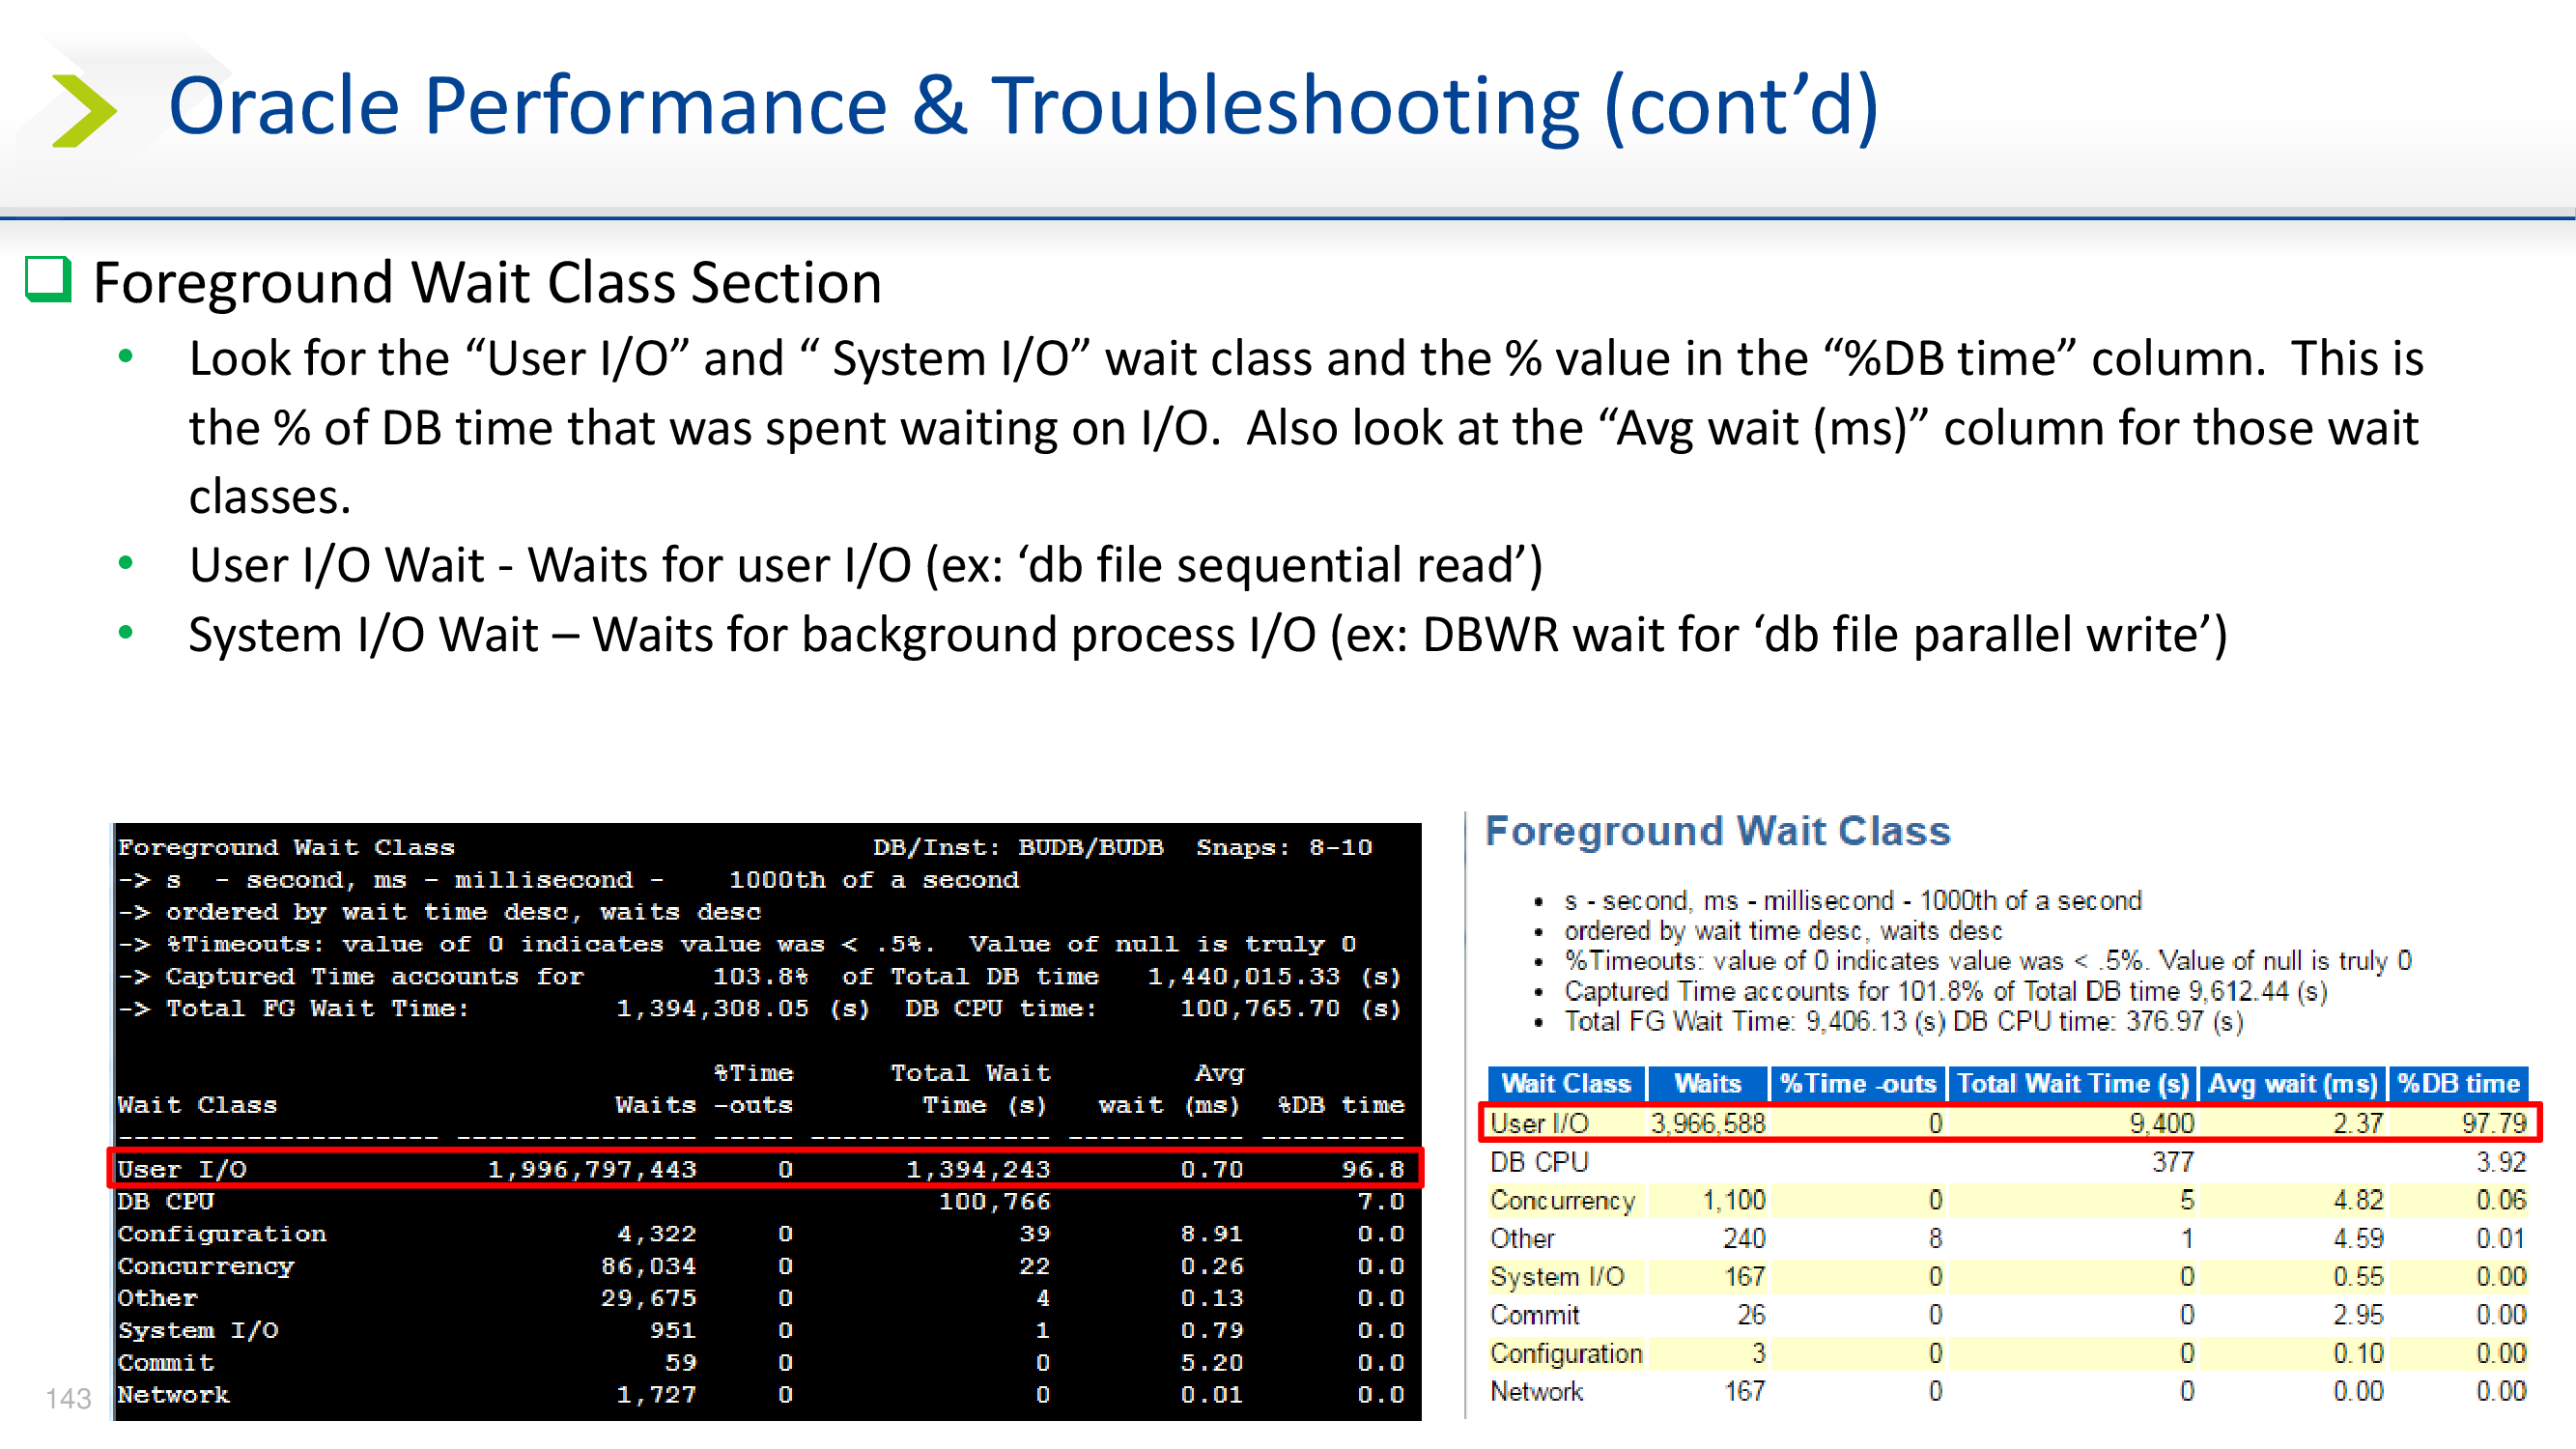 Oracle Performance & Troubleshooting (cont’d)
Foreground Wait Class Section
• Look for the “User I/O” and “ System I/O” wait class and the % value in the “%DB time” column.  This is
the % of DB time that was spent waiting on I/O.  Also look at the “Avg wait (ms)” column for those wait
classes.
• User I/O Wait - Waits for user I/O (ex: ‘db file sequential read’)
• System I/O Wait – Waits for background process I/O (ex: DBWR wait for ‘db file parallel write’)
Foreground Wait Class DB/Inst: BUDB/BUDB Snaps: 8-10
-> s - second, ms - millisecond - 1000th of a second
-> ordered by wait time desc, waits desc
-> %Timeouts: value of 0 indicates value was < .5%. Value of null is truly 0
-> Captured Time accounts for 103.8% of Total DB time 1,440,015.33 (s)
-> Total FG Wait Time: 1,394,308.05 (s) DB CPU time: 100,765.70 (s)
%Time Total Wait Avg
Wait Class Waits -outs Time (s) wait (ms) %DB time
-------------------- --------------- ----- --------------- ----------- ---------
User I/O 1,996,797,443 0 1,394,243 0.70 96.8
DB CPU 100,766 7.0
Configuration 4,322 0 39 8.91 0.0
Concurrency 86,034 0 22 0.26 0.0
Other 29,675 0 4 0.13 0.0
System I/O 951 0 1 0.79 0.0
Commit 59 0 0 5.20 0.0
Network 1,727 0 0 0.01 0.0
Foreground Wait Class
• s - second, ms - millisecond - 1000th of a second
• ordered by wait time desc, waits desc
• %Timeouts: value of 0 indicates value was < .5%. Value of null is truly 0
• Captured Time accounts for 101.8% of Total DB time 9,612.44 (s)
• Total FG Wait Time: 9,406.13 (s) DB CPU time: 376.97 (s)
Wait Class Waits %Time -outs Total Wait Time (s) Avg wait (ms) %DB time
User I/O 3,966,588 0 9,400 2.37 97.79
DB CPU 377 3.92
Concurrency 1,100 0 5 4.82 0.06
Other 240 8 1 4.59 0.01
System I/O 167 0 0 0.55 0.00
Commit 26 0 0 2.95 0.00
Configuration 3 0 0 0.10 0.00
Network 167 0 0 0.00 0.00
143